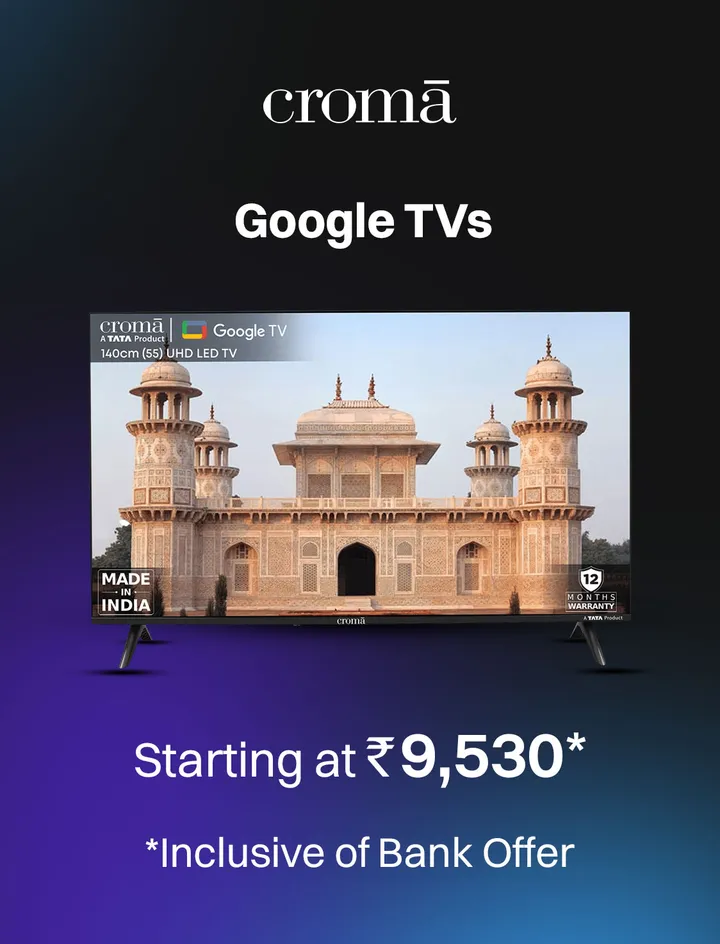 cromā
Google TVs
cromā
A TATA Product
Google TV
140cm (55) UHD LED TV
MADE
IN
INDIA
12
MONTHS
WARRANTY
A TATA Product
cromā
Starting at ₹9,530*
*Inclusive of Bank Offer